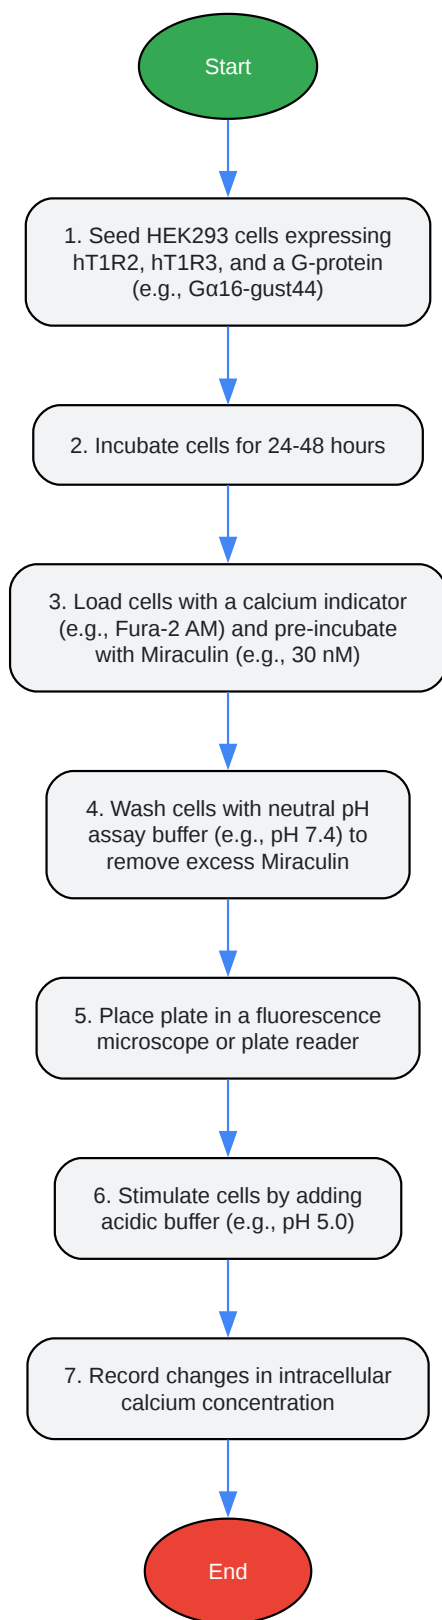 Start
1. Seed HEK293 cells expressing
hT1R2, hT1R3, and a G-protein
(e.g., Gα16-gust44)
2. Incubate cells for 24-48 hours
3. Load cells with a calcium indicator
(e.g., Fura-2 AM) and pre-incubate
with Miraculin (e.g., 30 nM)
4. Wash cells with neutral pH
assay buffer (e.g., pH 7.4) to
remove excess Miraculin
5. Place plate in a fluorescence
microscope or plate reader
6. Stimulate cells by adding
acidic buffer (e.g., pH 5.0)
7. Record changes in intracellular
calcium concentration
End